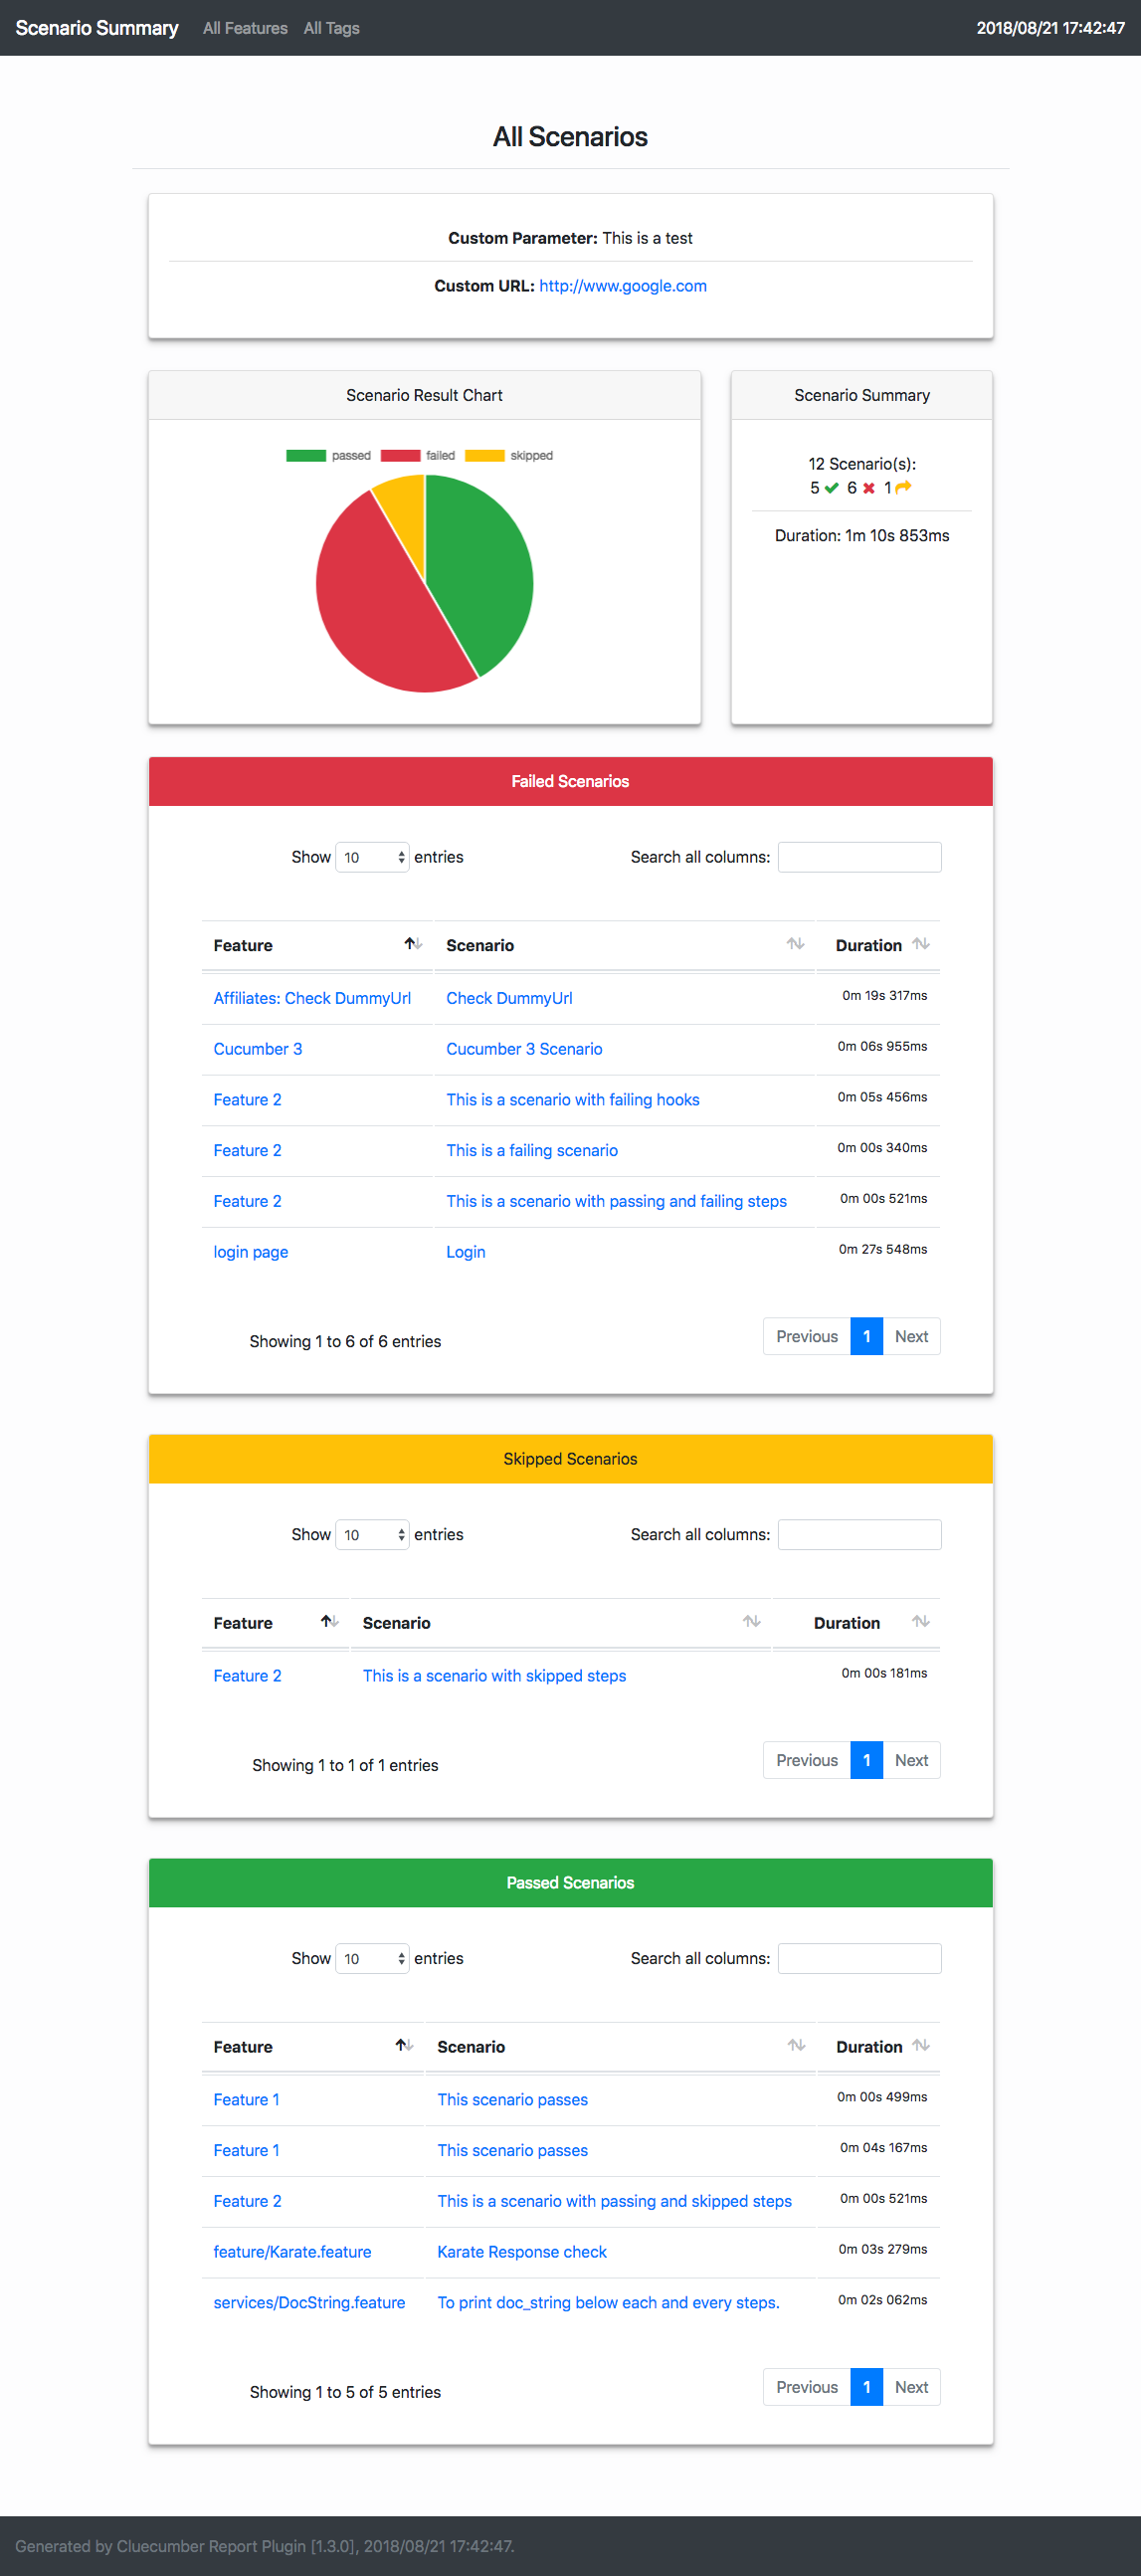 Scenario Summary All Features All Tags 2018/08/21 17:42:47
All Scenarios
Custom Parameter: This is a test
Custom URL: http://www.google.com
Scenario Result Chart
passed failed skipped
Scenario Summary
12 Scenario(s):
5 6 1
Duration: 1m 10s 853ms
Failed Scenarios
Show 10 entries Search all columns:
Feature Scenario Duration
Affiliates: Check DummyUrl Check DummyUrl 0m 19s 317ms
Cucumber 3 Cucumber 3 Scenario 0m 06s 955ms
Feature 2 This is a scenario with failing hooks 0m 05s 456ms
Feature 2 This is a failing scenario 0m 00s 340ms
Feature 2 This is a scenario with passing and failing steps 0m 00s 521ms
login page Login 0m 27s 548ms
Showing 1 to 6 of 6 entries Previous 1 Next
Skipped Scenarios
Show 10 entries Search all columns:
Feature Scenario Duration
Feature 2 This is a scenario with skipped steps 0m 00s 181ms
Showing 1 to 1 of 1 entries Previous 1 Next
Passed Scenarios
Show 10 entries Search all columns:
Feature Scenario Duration
Feature 1 This scenario passes 0m 00s 499ms
Feature 1 This scenario passes 0m 04s 167ms
Feature 2 This is a scenario with passing and skipped steps 0m 00s 521ms
feature/Karate.feature Karate Response check 0m 03s 279ms
services/DocString.feature To print doc_string below each and every steps. 0m 02s 062ms
Showing 1 to 5 of 5 entries Previous 1 Next
Generated by Cluecumber Report Plugin [1.3.0], 2018/08/21 17:42:47.